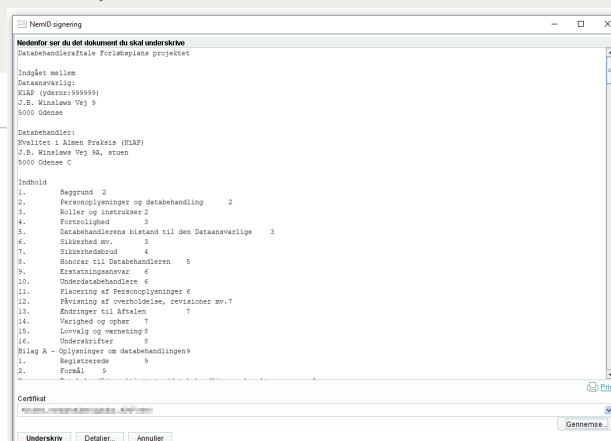 NemID signering
Nedenfor ser du det dokument du skal underskrive
Databehandleraftale Forløbsplans projektet
Indgået mellem
Dataansvarlig:
KiAP (ydernr:999999)
J.B. Winsløws Vej 9
5000 Odense
Databehandler:
Kvalitet i Almen Praksis (KiAP)
J.B. Winsløws Vej 9A, stuen
5000 Odense C
Indhold
1. Baggrund 2
2. Personoplysninger og databehandling 2
3. Roller og instrukser 2
4. Fortrolighed 3
5. Databehandlerens bistand til den Dataansvarlige 3
6. Sikkerhed mv. 3
7. Sikkerhedsbrud 4
8. Honorar til Databehandleren 5
9. Erstatningsansvar 6
10. Underdatabehandlere 6
11. Placering af Personoplysninger 6
12. Påvisning af overholdelse, revisioner mv.7
13. Ændringer til Aftalen 7
14. Varighed og ophør 7
15. Lovvalg og værneting 8
16. Underskrifter 8
Bilag A - Oplysninger om databehandlingen9
1. Registrerede 9
2. Formål 9
Prin
Certifikat
Gennemse...
Underskriv Detaljer... Annuller